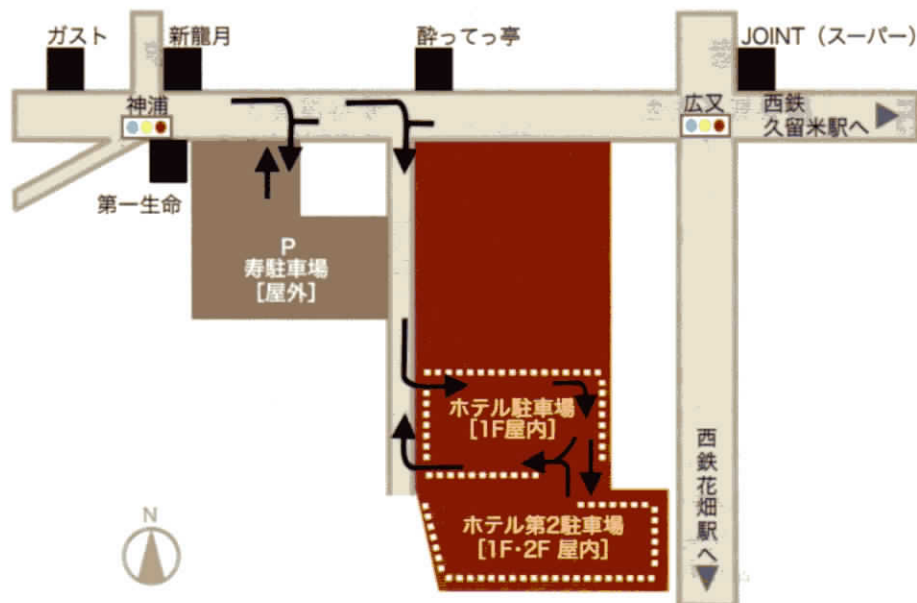 ガスト
新龍月
酔ってっ亭
JOINT（スーパー）
神浦
広又
西鉄
久留米駅へ
第一生命
P
寿駐車場
［屋外］
ホテル駐車場
［1F屋内］
西鉄花畑駅へ
ホテル第2駐車場
［1F･2F 屋内］
N